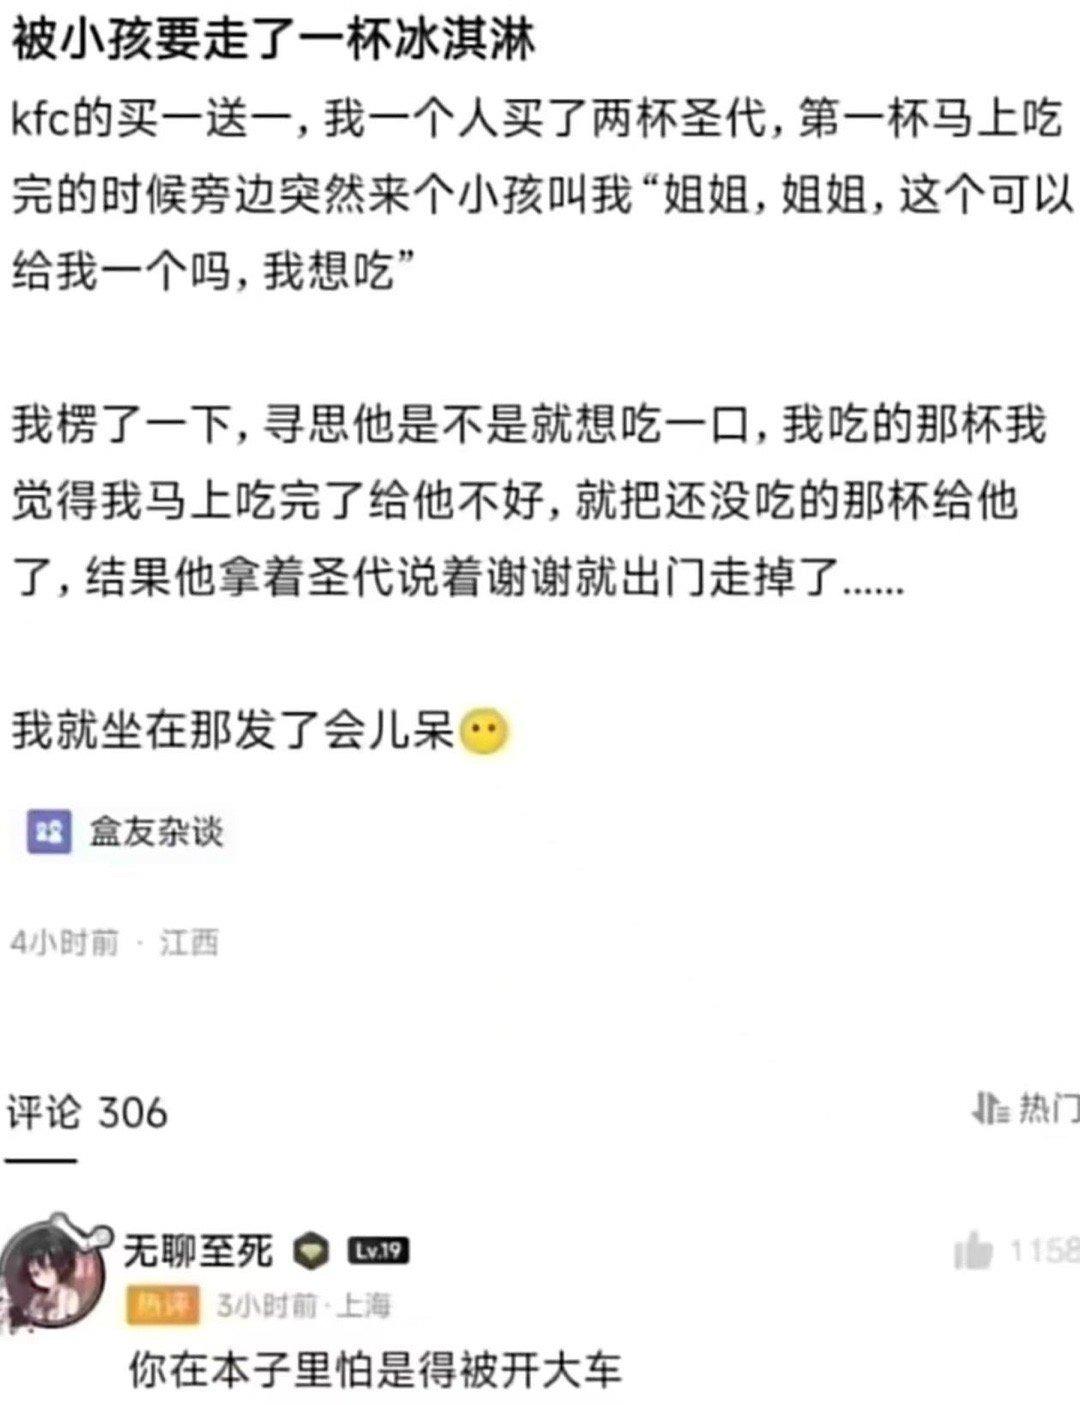 被小孩要走了一杯冰淇淋
kfc的买一送一, 我一个人买了两杯圣代, 第一杯马上吃
完的时候旁边突然来个小孩叫我“姐姐, 姐姐, 这个可以
给我一个吗, 我想吃”
我楞了一下, 寻思他是不是就想吃一口, 我吃的那杯我
觉得我马上吃完了给他不好, 就把还没吃的那杯给他
了, 结果他拿着圣代说着谢谢就出门走掉了......
我就坐在那发了会儿呆😶
盒友杂谈
4小时前 · 江西
评论 306
热门
无聊至死 Lv.19
1158
热评 3小时前 · 上海
你在本子里怕是得被开大车